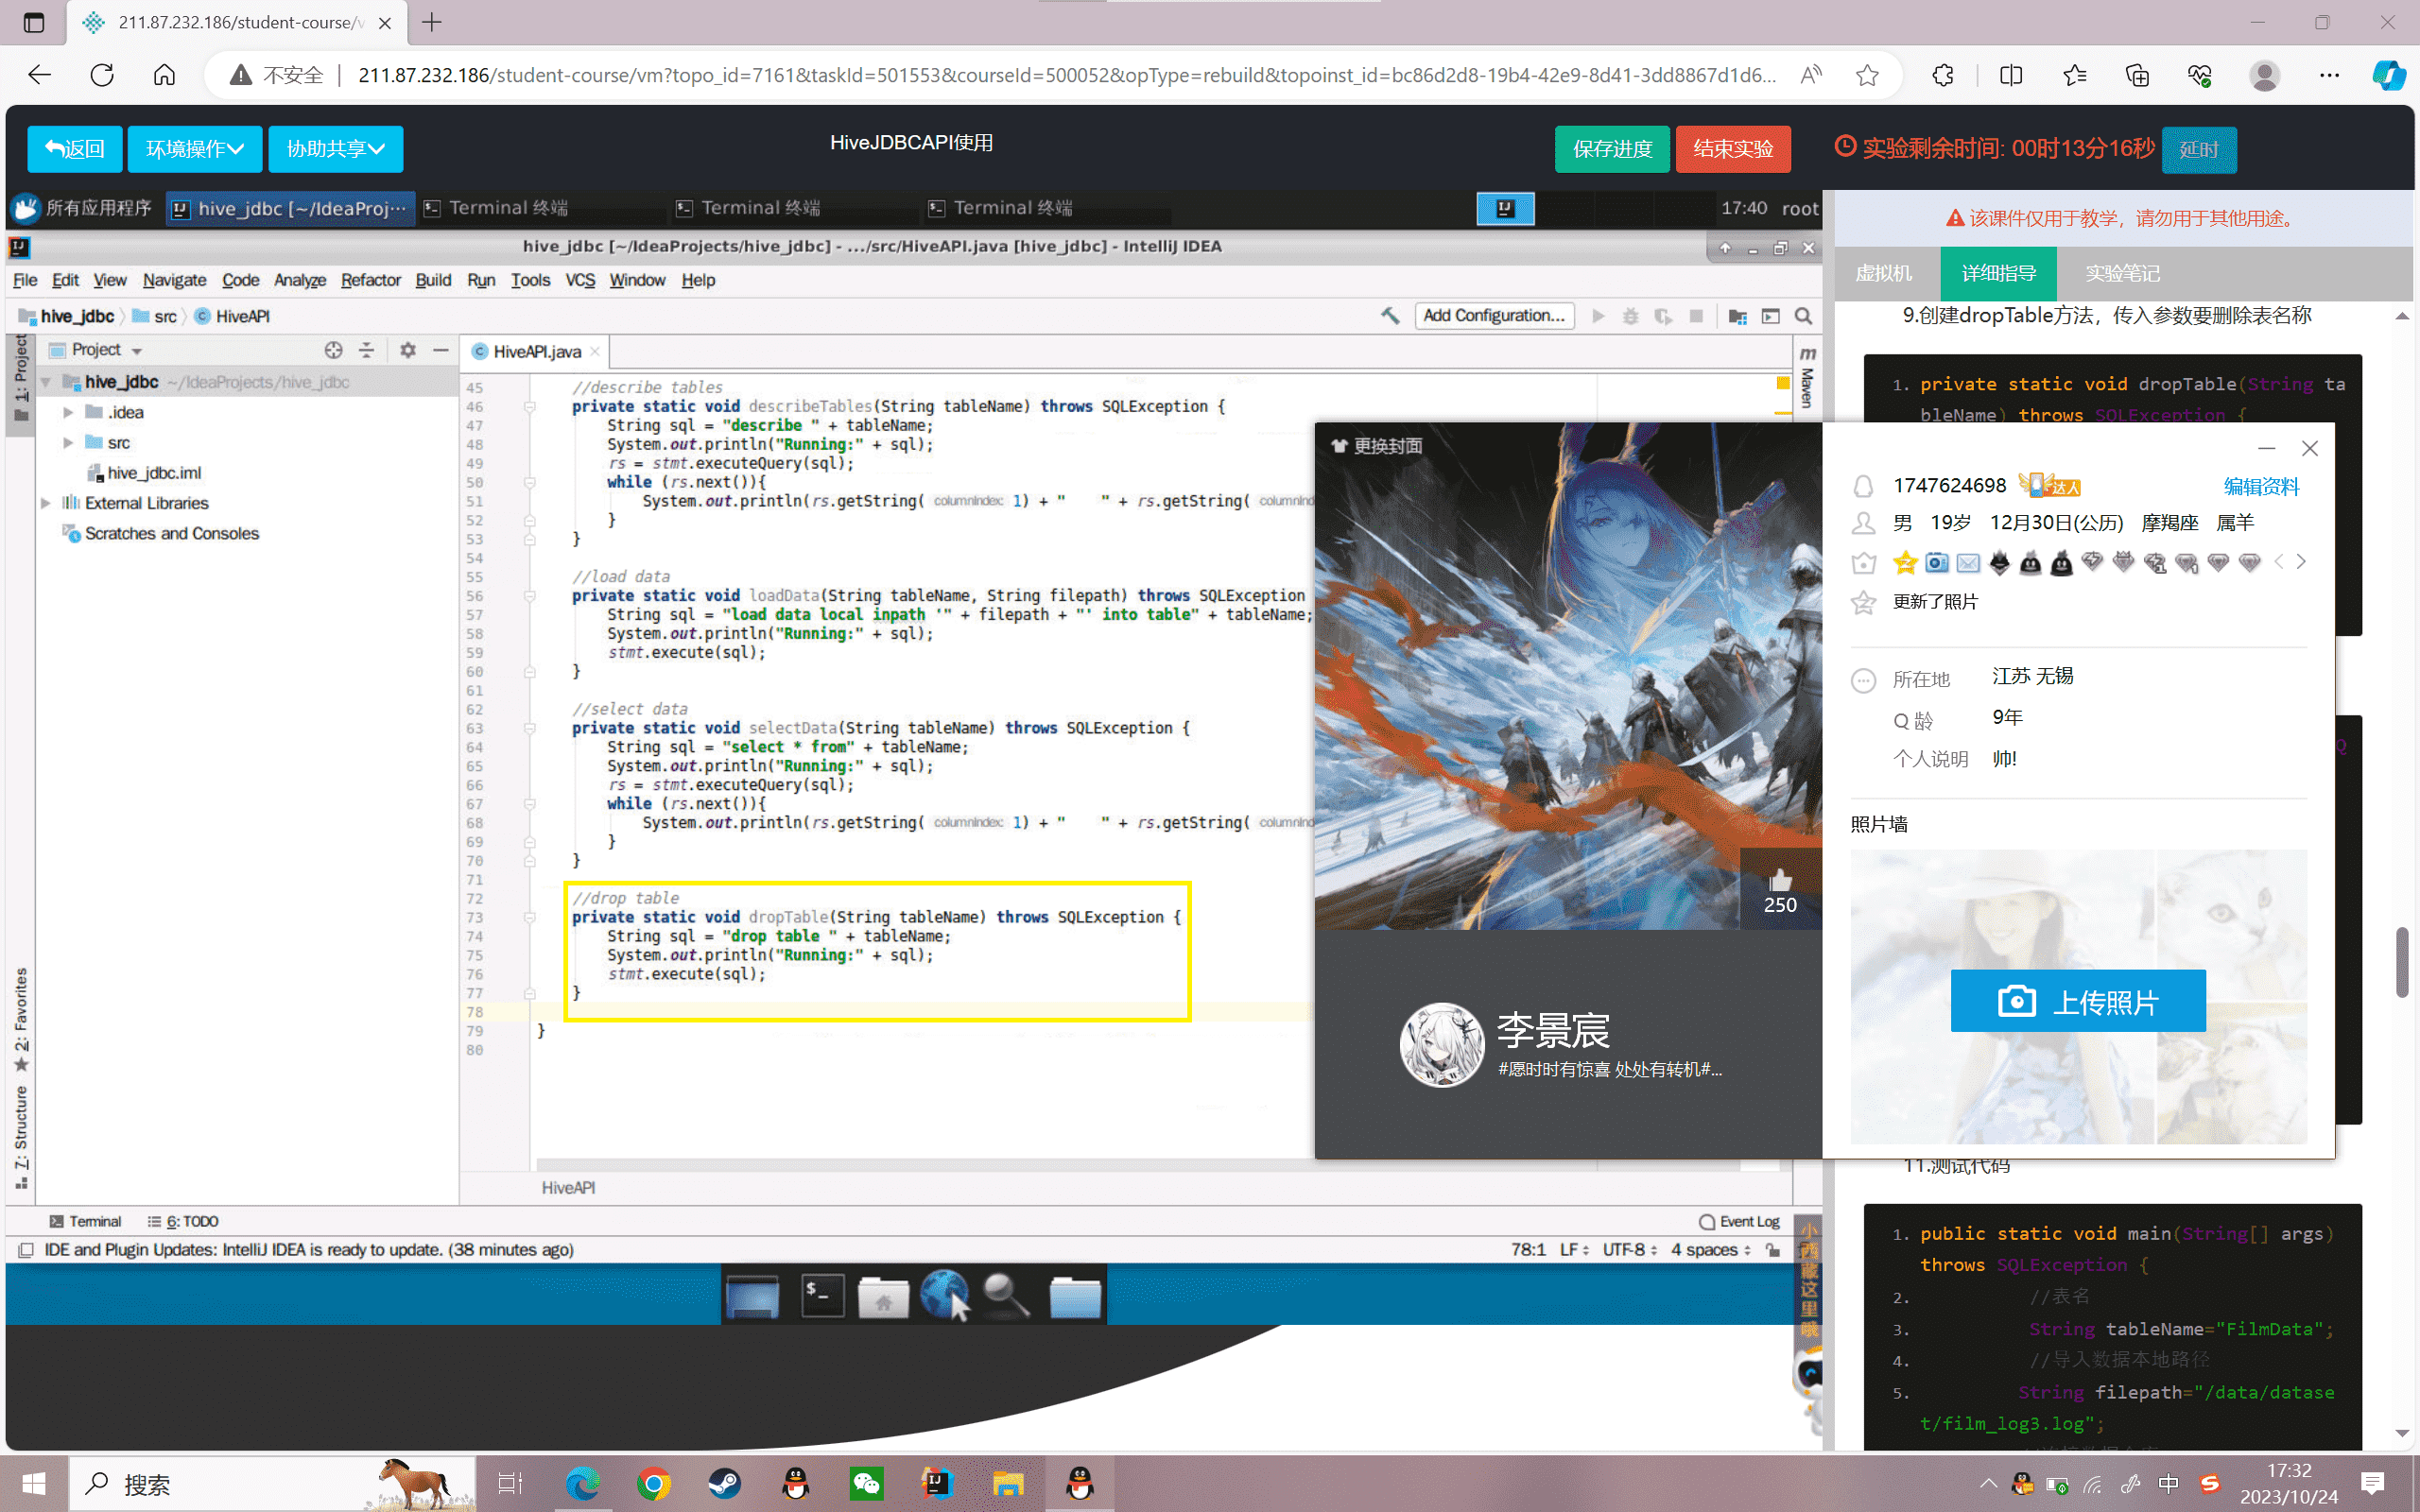 211.87.232.186/student-course/v
不安全 211.87.232.186/student-course/vm?topo_id=7161&taskId=501553&courseId=500052&opType=rebuild&topoinst_id=bc86d2d8-19b4-42e9-8d41-3dd8867d1d6...
返回 环境操作 协助共享 HiveJDBCAPI使用 保存进度 结束实验 实验剩余时间: 00时13分16秒 延时
所有应用程序 hive_jdbc [~/IdeaProj··· Terminal 终端 Terminal 终端 Terminal 终端 17:40 root
hive_jdbc [~/IdeaProjects/hive_jdbc] - .../src/HiveAPI.java [hive_jdbc] - IntelliJ IDEA
File Edit View Navigate Code Analyze Refactor Build Run Tools VCS Window Help
hive_jdbc src HiveAPI Add Configuration...
1: Project
Project
hive_jdbc ~/IdeaProjects/hive_jdbc
.idea
src
hive_jdbc.iml
External Libraries
Scratches and Consoles
2: Favorites
7: Structure
HiveAPI.java
Maven
45 //describe tables
46 private static void describeTables(String tableName) throws SQLException {
47 String sql = "describe " + tableName;
48 System.out.println("Running:" + sql);
49 rs = stmt.executeQuery(sql);
50 while (rs.next()){
51 System.out.println(rs.getString( columnIndex: 1) + "    " + rs.getString( columnInd
52 }
53 }
54
55 //load data
56 private static void loadData(String tableName, String filepath) throws SQLException
57 String sql = "load data local inpath '" + filepath + "' into table" + tableName;
58 System.out.println("Running:" + sql);
59 stmt.execute(sql);
60 }
61
62 //select data
63 private static void selectData(String tableName) throws SQLException {
64 String sql = "select * from" + tableName;
65 System.out.println("Running:" + sql);
66 rs = stmt.executeQuery(sql);
67 while (rs.next()){
68 System.out.println(rs.getString( columnIndex: 1) + "    " + rs.getString( columnInd
69 }
70 }
71
72 //drop table
73 private static void dropTable(String tableName) throws SQLException {
74 String sql = "drop table " + tableName;
75 System.out.println("Running:" + sql);
76 stmt.execute(sql);
77 }
78
79 }
80
HiveAPI
Terminal 6: TODO Event Log
IDE and Plugin Updates: IntelliJ IDEA is ready to update. (38 minutes ago) 78:1 LF UTF-8 4 spaces
该课件仅用于教学，请勿用于其他用途。
虚拟机 详细指导 实验笔记
9.创建dropTable方法，传入参数要删除表名称
1. private static void dropTable(String ta
bleName) throws SQLException {
更换封面
250
李景宸
#愿时时有惊喜 处处有转机#...
1747624698 达人 编辑资料
男 19岁 12月30日(公历) 摩羯座 属羊
更新了照片
所在地 江苏 无锡
Q 龄 9年
个人说明 帅!
照片墙
上传照片
11.测试代码
1. public static void main(String[] args)
throws SQLException {
2. //表名
3. String tableName="FilmData";
4. //导入数据本地路径
5. String filepath="/data/datase
t/film_log3.log";
这里哦
搜索
中
17:32
2023/10/24